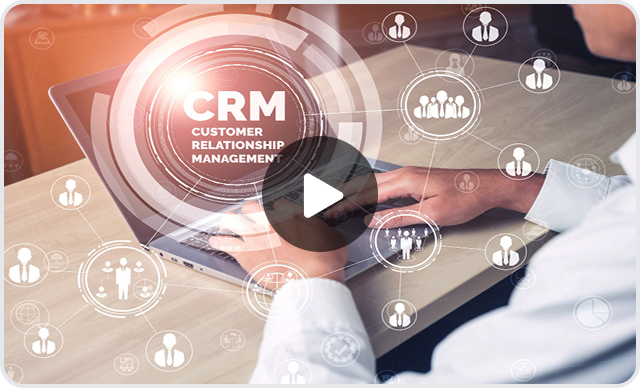 CRM
CUSTOMER
RELATIONSHIP
MANAGEMENT